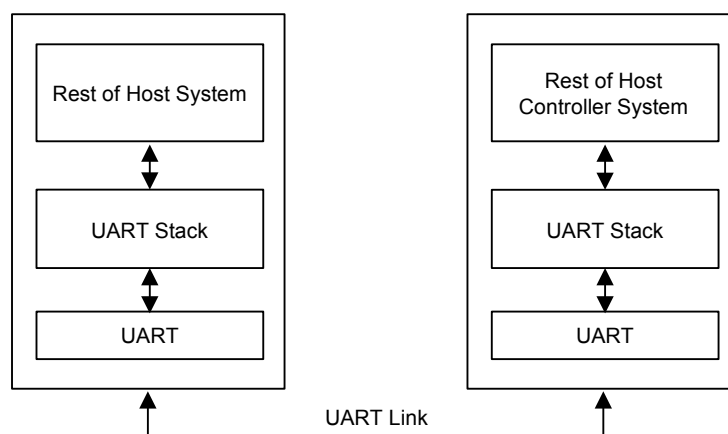 Rest of Host System
UART Stack
UART
Rest of Host
Controller System
UART Stack
UART
UART Link